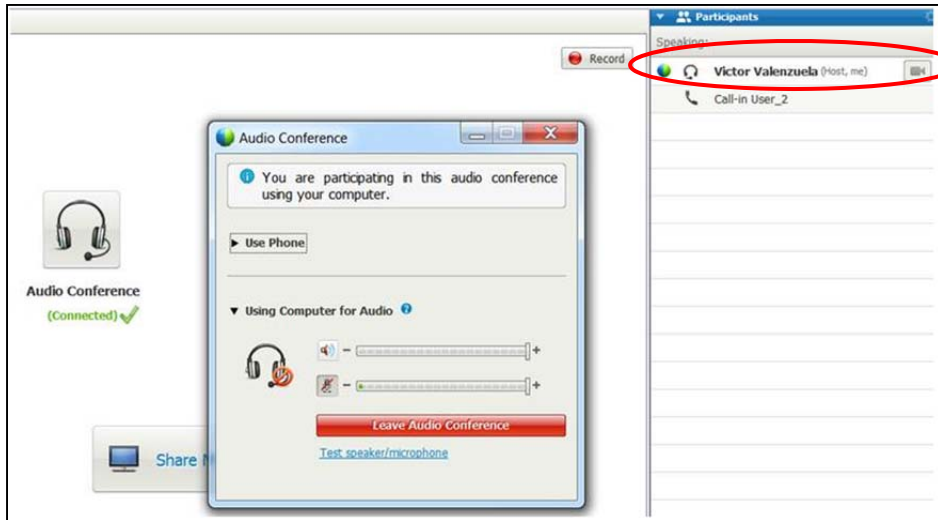 Participants
Speaking:
Record
Victor Valenzuela (Host, me)
Call-in User_2
Audio Conference
You are participating in this audio conference
using your computer.
Use Phone
Audio Conference
(Connected)
Using Computer for Audio
Leave Audio Conference
Test speaker/microphone
Share